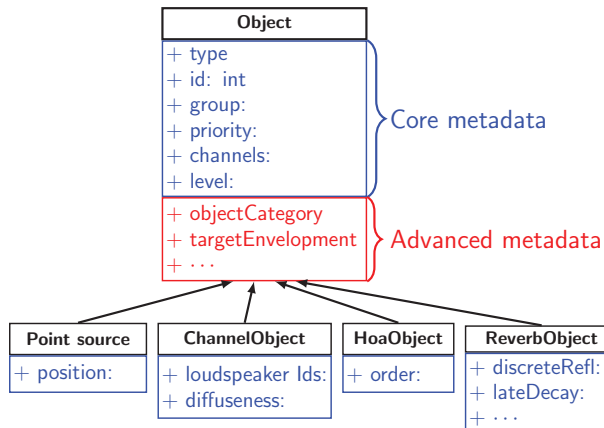 Object
+ type
+ id: int
+ group:
+ priority:
+ channels:
+ level:
Core metadata
+ objectCategory
+ targetEnvelopment
+ ···
Advanced metadata
Point source
+ position:
ChannelObject
+ loudspeaker Ids:
+ diffuseness:
HoaObject
+ order:
ReverbObject
+ discreteRefl:
+ lateDecay:
+ ···